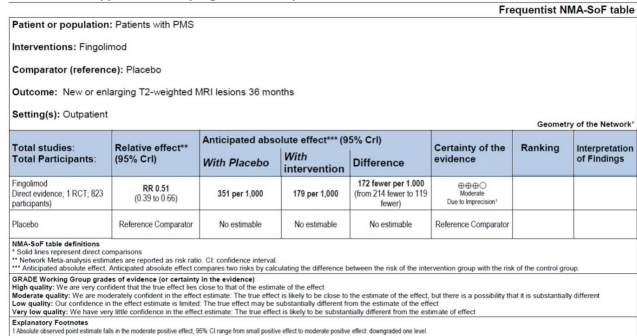 Frequentist NMA-SoF table
Patient or population: Patients with PMS
Interventions: Fingolimod
Comparator (reference): Placebo
Outcome: New or enlarging T2-weighted MRI lesions 36 months
Setting(s): Outpatient
Geometry of the Network*
Total studies:
Total Participants:
Relative effect**
(95% CrI)
Anticipated absolute effect*** (95% CrI)
With Placebo
With
intervention
Difference
Certainty of the
evidence
Ranking
Interpretation
of Findings
Fingolimod
Direct evidence; 1 RCT; 823
participants)
RR 0.51
(0.39 to 0.66)
351 per 1,000
179 per 1,000
172 fewer per 1.000
(from 214 fewer to 119
fewer)
⊕⊕⊕◯
Moderate
Due to Imprecision¹
Placebo
Reference Comparator
No estimable
No estimable
No estimable
Reference Comparator
NMA-SoF table definitions
* Solid lines represent direct comparisons
** Network Meta-analysis estimates are reported as risk ratio. CI: confidence interval.
*** Anticipated absolute effect. Anticipated absolute effect compares two risks by calculating the difference between the risk of the intervention group with the risk of the control group.
GRADE Working Group grades of evidence (or certainty in the evidence)
High quality: We are very confident that the true effect lies close to that of the estimate of the effect
Moderate quality: We are moderately confident in the effect estimate: The true effect is likely to be close to the estimate of the effect, but there is a possibility that it is substantially different
Low quality: Our confidence in the effect estimate is limited: The true effect may be substantially different from the estimate of the effect
Very low quality: We have very little confidence in the effect estimate: The true effect is likely to be substantially different from the estimate of effect
Explanatory Footnotes
1 Absolute observed point estimate falls in the moderate positive effect, 95% CI range from small positive effect to moderate positive effect: downgraded one level.